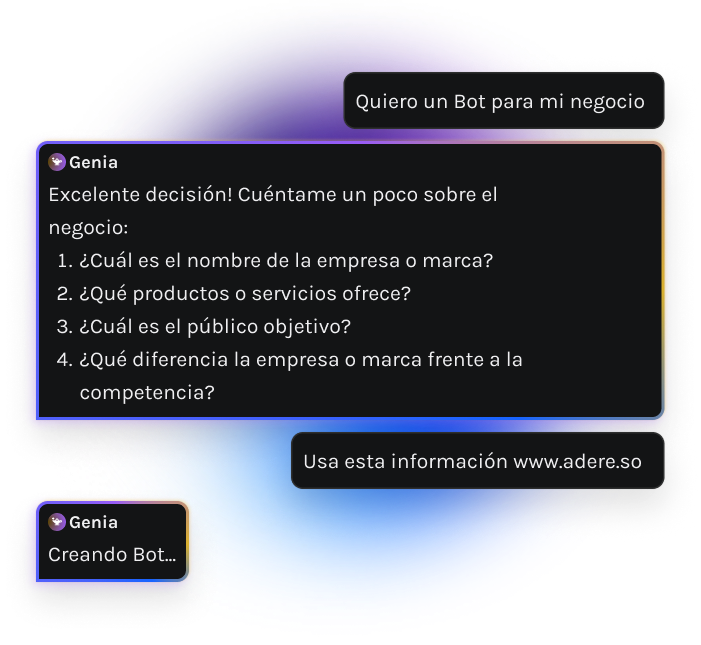 Quiero un Bot para mi negocio
Genia
Excelente decisión! Cuéntame un poco sobre el
negocio:
1. ¿Cuál es el nombre de la empresa o marca?
2. ¿Qué productos o servicios ofrece?
3. ¿Cuál es el público objetivo?
4. ¿Qué diferencia la empresa o marca frente a la
competencia?
Usa esta información www.adere.so
Genia
Creando Bot...